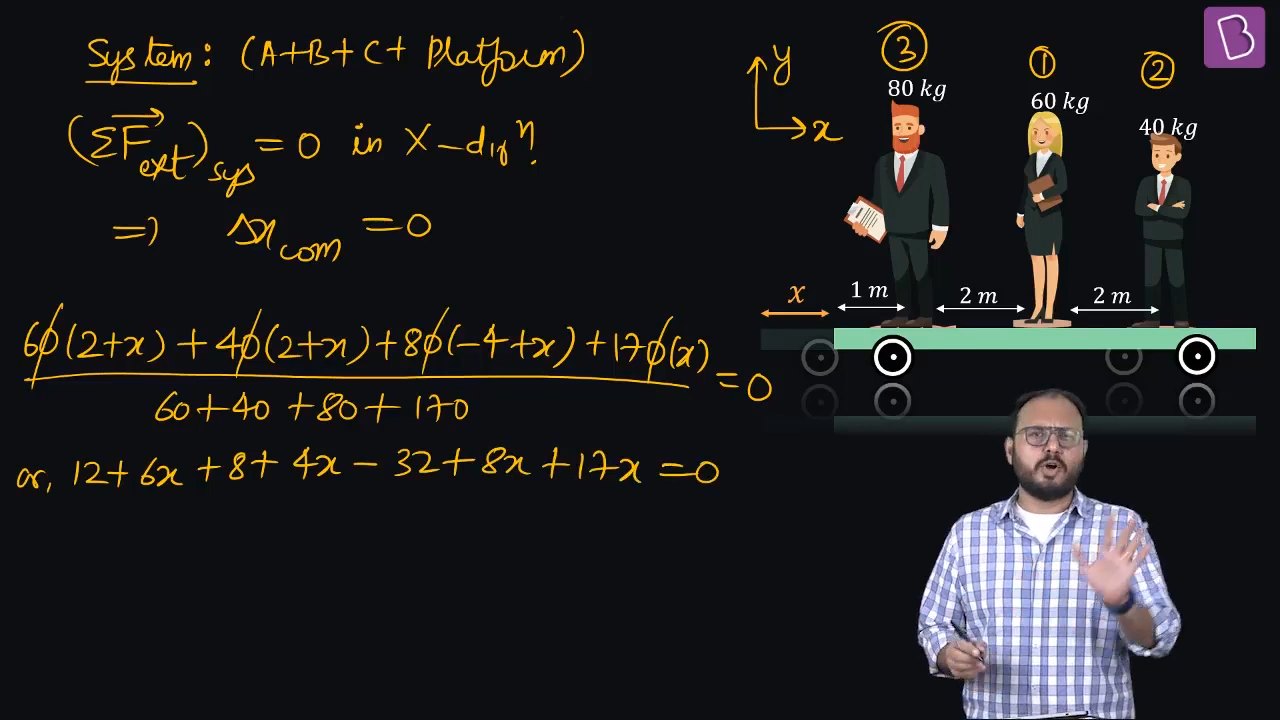 System: (A+B+C+ Platform)
(ΣF⃗ext)sys = 0 in X-dirⁿ.
=> Δxcom = 0
60(2+x) + 40(2+x) + 80(-4+x) + 170(x)
60+40+80+170
= 0
or, 12+6x+8+4x-32+8x+17x=0
y
x
3
1
2
80 kg
60 kg
40 kg
x
1 m
2 m
2 m
B